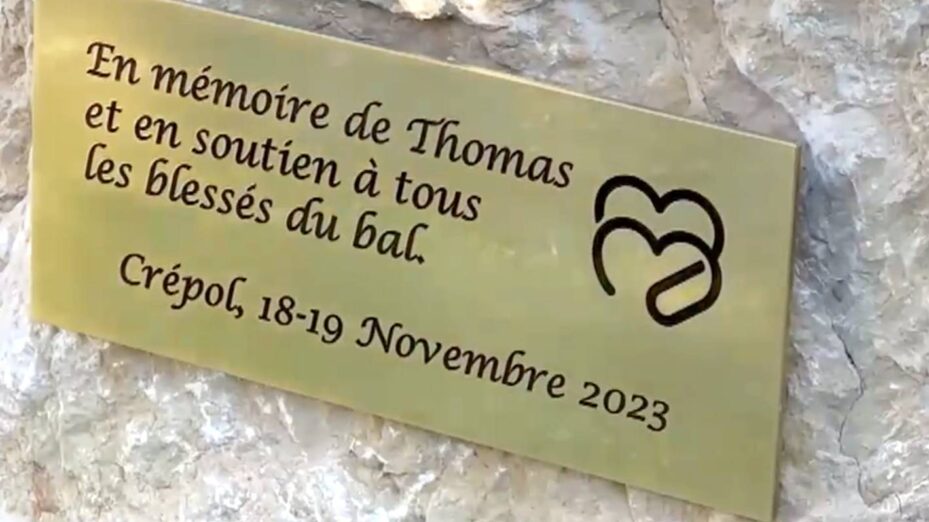 En mémoire de Thomas
et en soutien à tous
les blessés du bal.
Crépol, 18-19 Novembre 2023